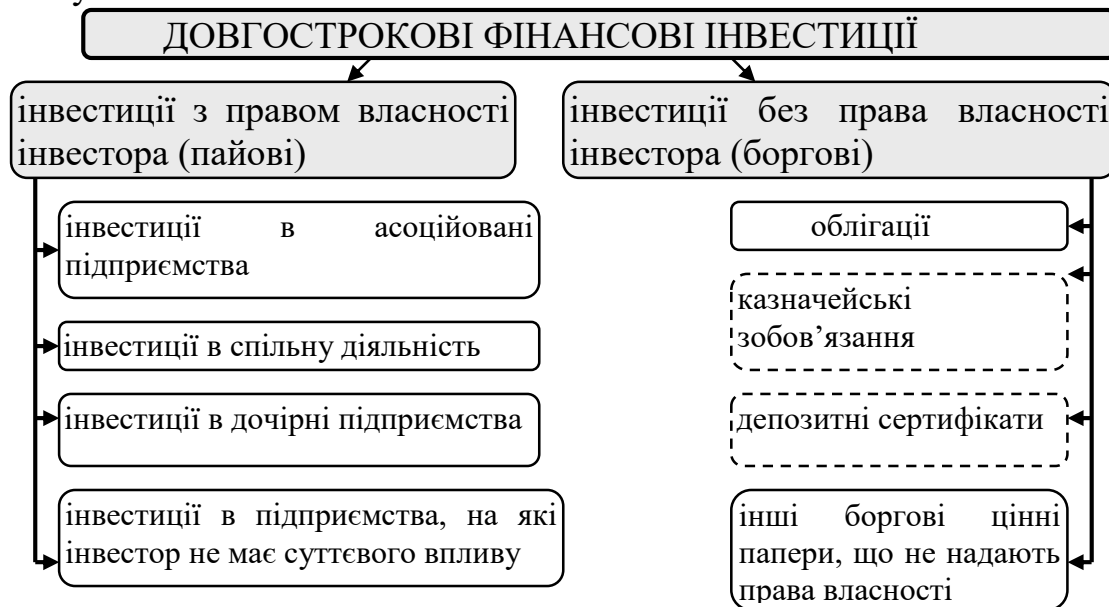 ДОВГОСТРОКОВІ ФІНАНСОВІ ІНВЕСТИЦІЇ
інвестиції з правом власності
інвестора (пайові)
інвестиції в асоційовані
підприємства
інвестиції в спільну діяльність
інвестиції в дочірні підприємства
інвестиції в підприємства, на які
інвестор не має суттєвого впливу
інвестиції без права власності
інвестора (боргові)
облігації
казначейські
зобов’язання
депозитні сертифікати
інші боргові цінні
папери, що не надають
права власності